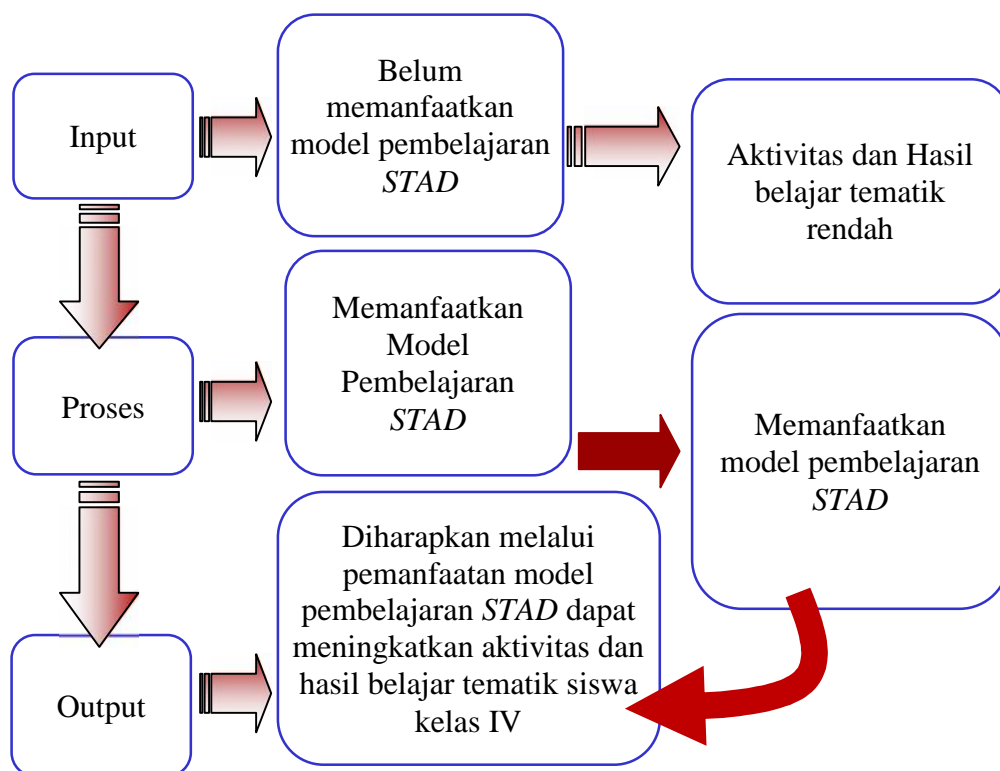 Input
Belum
memanfaatkan
model pembelajaran
STAD
Aktivitas dan Hasil
belajar tematik
rendah
Proses
Memanfaatkan
Model
Pembelajaran
STAD
Memanfaatkan
model pembelajaran
STAD
Output
Diharapkan melalui
pemanfaatan model
pembelajaran STAD dapat
meningkatkan aktivitas dan
hasil belajar tematik siswa
kelas IV